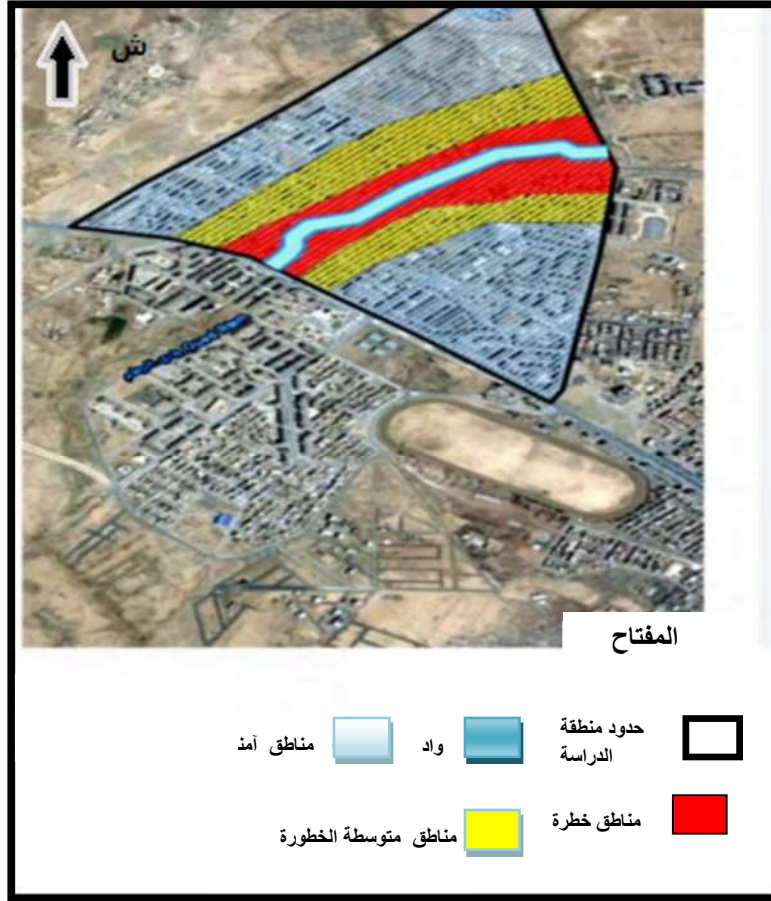 ش
المفتاح
حدود منطقة
الدراسة
واد
مناطق آمنة
مناطق خطرة
مناطق متوسطة الخطورة